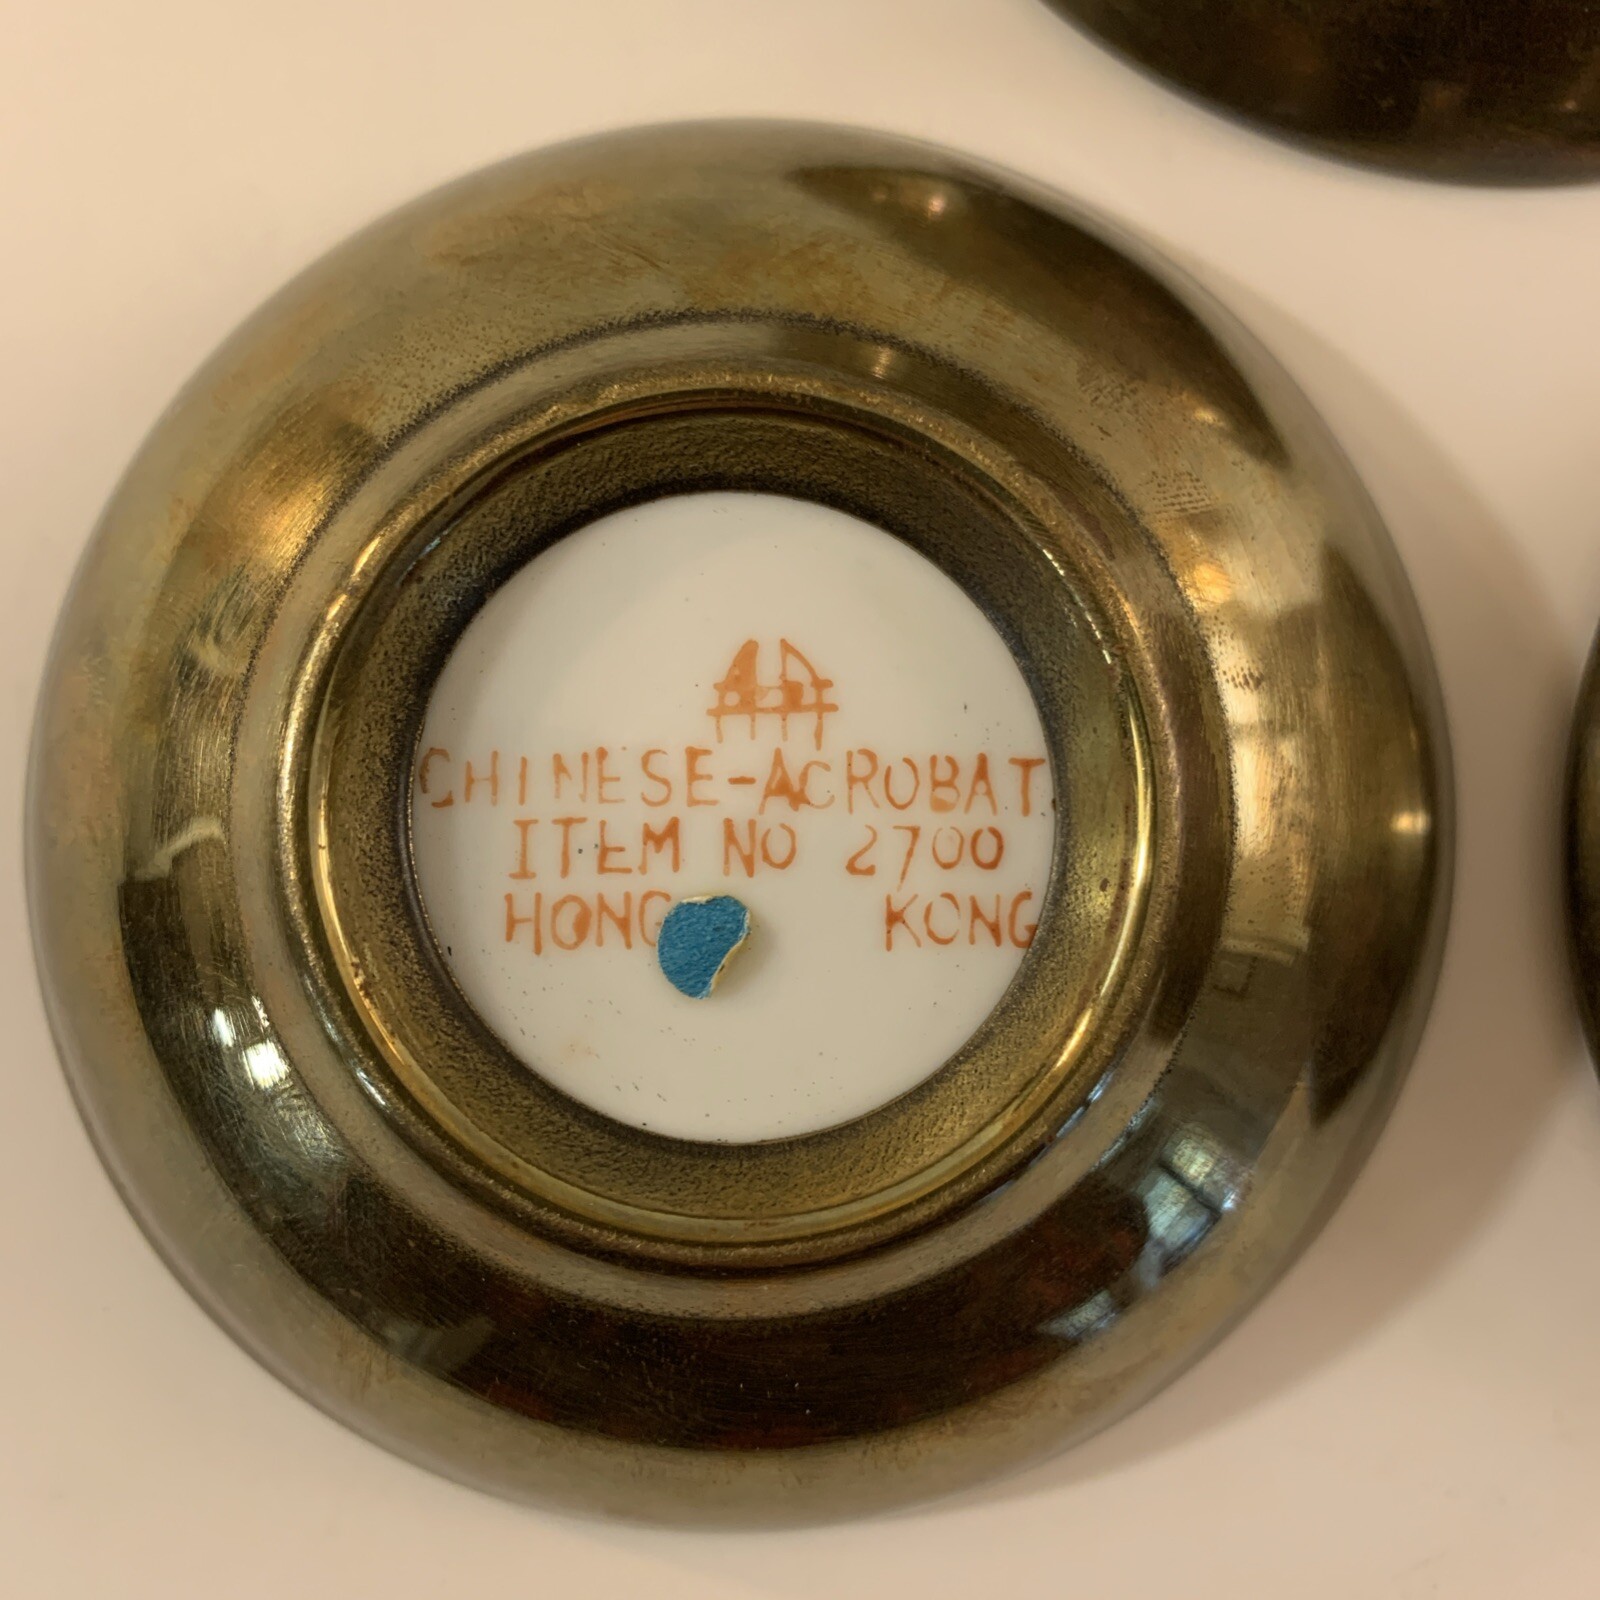 CHINESE-ACROBAT.
ITEM NO 2700
HONG KONG